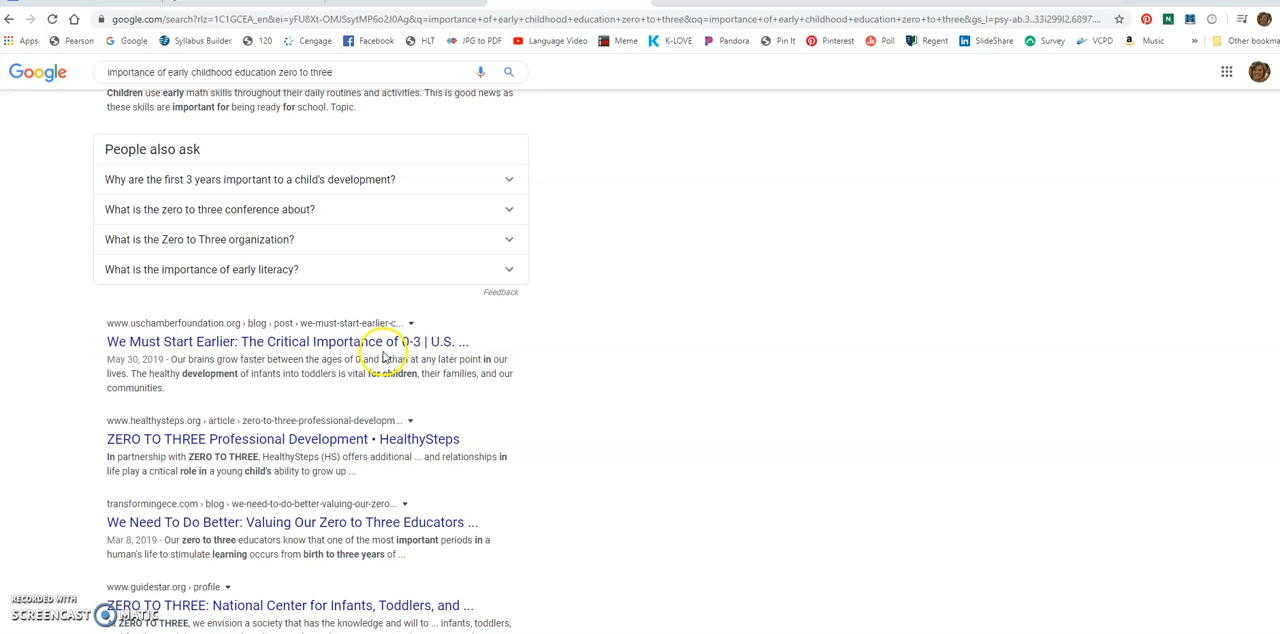 google.com/search?rlz=1C1GCEA_en&ei=yFU8Xt-OMJSsytMP6o2J0Ag&q=importance+of+early+childhood+education+zero+to+three&oq=importance+of+early+childhood+education+zero+to+three&gs_l=psy-ab.3..33i299l2.6897....
Apps Pearson Google Syllabus Builder 120 Cengage Facebook HLT JPG to PDF Language Video Meme K-LOVE Pandora Pin It Pinterest Poll Regent SlideShare Survey VCPD Music » Other bookma
Google importance of early childhood education zero to three
Children use early math skills throughout their daily routines and activities. This is good news as
these skills are important for being ready for school. Topic.
People also ask
Why are the first 3 years important to a child's development?
What is the zero to three conference about?
What is the Zero to Three organization?
What is the importance of early literacy?
Feedback
www.uschamberfoundation.org › blog › post › we-must-start-earlier-c...
We Must Start Earlier: The Critical Importance of 0-3 | U.S. ...
May 30, 2019 - Our brains grow faster between the ages of 0 and than at any later point in our
lives. The healthy development of infants into toddlers is vital for children, their families, and our
communities.
www.healthysteps.org › article › zero-to-three-professional-developm...
ZERO TO THREE Professional Development • HealthySteps
In partnership with ZERO TO THREE, HealthySteps (HS) offers additional ... and relationships in
life play a critical role in a young child's ability to grow up ...
transformingece.com › blog › we-need-to-do-better-valuing-our-zero...
We Need To Do Better: Valuing Our Zero to Three Educators ...
Mar 8, 2019 - Our zero to three educators know that one of the most important periods in a
human's life to stimulate learning occurs from birth to three years of ...
www.guidestar.org › profile
ZERO TO THREE: National Center for Infants, Toddlers, and ...
ZERO TO THREE, we envision a society that has the knowledge and will to ... infants, toddlers,
RECORDED WITH
SCREENCAST MATIC